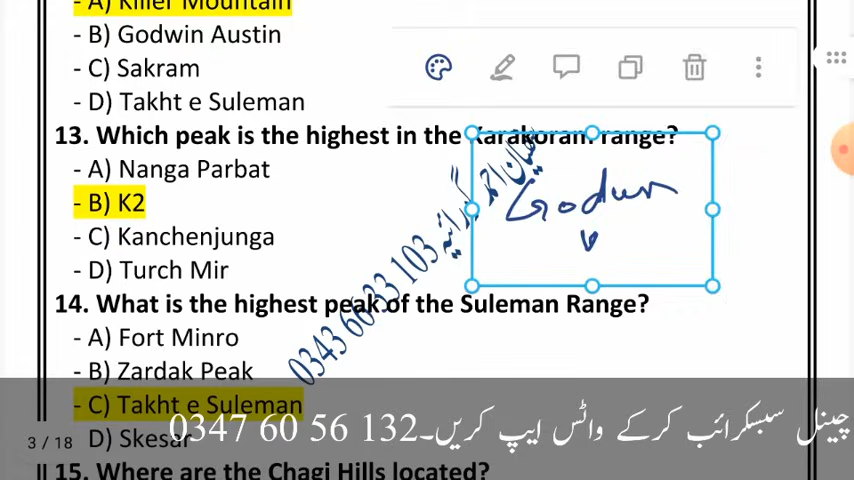 - A) Killer Mountain
- B) Godwin Austin
- C) Sakram
- D) Takht e Suleman
13. Which peak is the highest in the Karakoram range?
- A) Nanga Parbat
- B) K2
- C) Kanchenjunga
- D) Turch Mir
Godun
0343 66 33 103
14. What is the highest peak of the Suleman Range?
- A) Fort Minro
- B) Zardak Peak
- C) Takht e Suleman
- D) Skesar
چینل سبسکرائب کرکے واٹس ایپ کریں۔132 56 60 0347
3 / 18
15. Where are the Chagi Hills located?